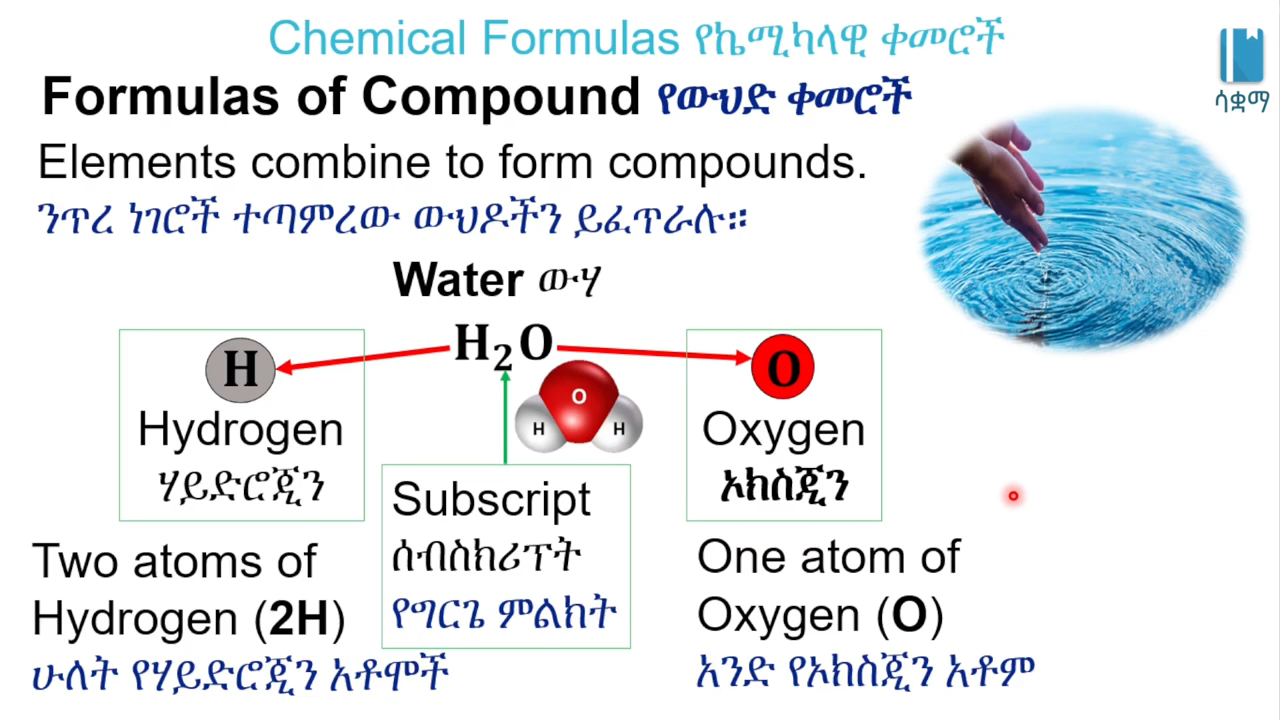 Chemical Formulas የኬሚካላዊ ቀመሮች
ሳቋማ
Formulas of Compound የውህድ ቀመሮች
Elements combine to form compounds.
ንጥረ ነገሮች ተጣምረው ውህዶችን ይፈጥራሉ።
Water ውሃ
H₂O
H
Hydrogen
ሃይድሮጂን
O
H
H
O
Oxygen
ኦክስጂን
Subscript
ሰብስክሪፕት
የግርጌ ምልክት
Two atoms of
Hydrogen (2H)
ሁለት የሃይድሮጂን አቶሞች
One atom of
Oxygen (O)
አንድ የኦክስጂን አቶም